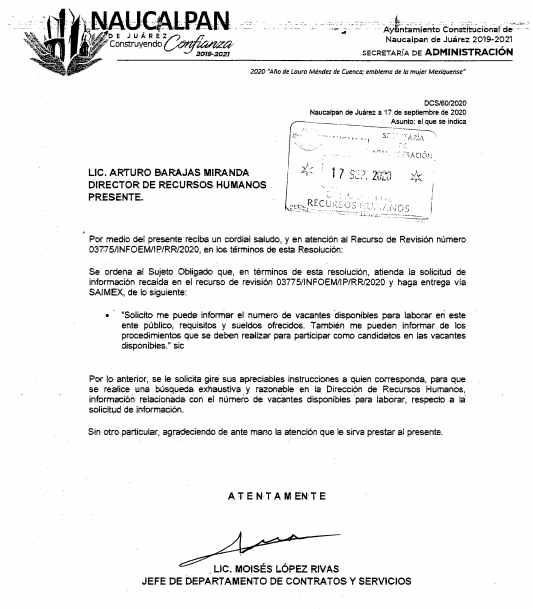 NAUCALPAN
DE JUÁREZ
Construyendo Confianza
2019-2021
Ayuntamiento Constitucional de
Naucalpan de Juárez 2019-2021
SECRETARÍA DE ADMINISTRACIÓN
2020 "Año de Laura Méndez de Cuenca; emblema de la mujer Mexiquense"
DCS/60/2020
Naucalpan de Juárez a 17 de septiembre de 2020
Asunto: el que se indica
SECRETARÍA
DE
ADMINISTRACIÓN
17 SEP. 2020
RECURSOS HUMANOS
LIC. ARTURO BARAJAS MIRANDA
DIRECTOR DE RECURSOS HUMANOS
PRESENTE.
Por medio del presente reciba un cordial saludo, y en atención al Recurso de Revisión número
03775/INFOEM/IP/RR/2020, en los términos de esta Resolución:
Se ordena al Sujeto Obligado que, en términos de esta resolución, atienda la solicitud de
información recaída en el recurso de revisión 03775/INFOEM/IP/RR/2020 y haga entrega vía
SAIMEX, de lo siguiente:
• "Solicito me puede informar el numero de vacantes disponibles para laborar en este
ente público, requisitos y sueldos ofrecidos. También me pueden informar de los
procedimientos que se deben realizar para participar como candidatos en las vacantes
disponibles." sic
Por lo anterior, se le solicita gire sus apreciables instrucciones a quien corresponda, para que
se realice una búsqueda exhaustiva y razonable en la Dirección de Recursos Humanos,
información relacionada con el número de vacantes disponibles para laborar, respecto a la
solicitud de información.
Sin otro particular, agradeciendo de ante mano la atención que le sirva prestar al presente.
A T E N T A M E N T E
LIC. MOISÉS LÓPEZ RIVAS
JEFE DE DEPARTAMENTO DE CONTRATOS Y SERVICIOS